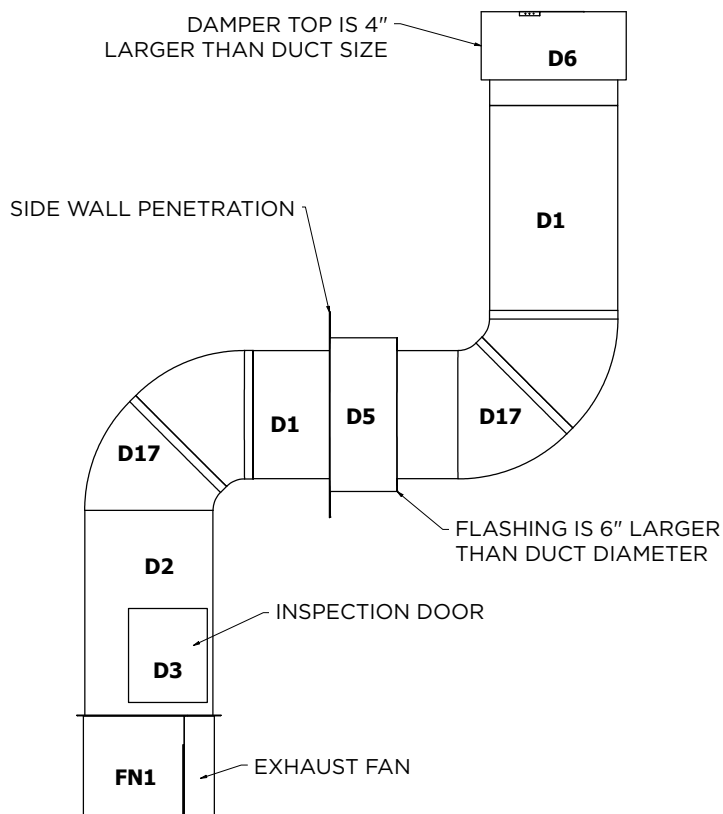 DAMPER TOP IS 4"
LARGER THAN DUCT SIZE
D6
SIDE WALL PENETRATION
D1
D1
D5
D17
D17
FLASHING IS 6" LARGER
THAN DUCT DIAMETER
D2
INSPECTION DOOR
D3
FN1
EXHAUST FAN